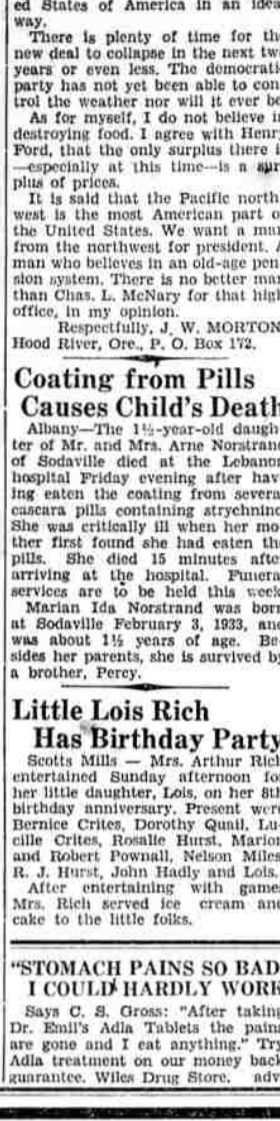 ed States of America in an idea
way.
There is plenty of time for th
new deal to collapse in the next tw
years or even less. The democrati
party has not yet been able to con
trol the weather nor will it ever be
As for myself, I do not believe i
destroying food. I agree with Henr
Ford, that the only surplus there i
—especially at this time—is a sur
plus of prices.
It is said that the Pacific north
west is the most American part o
the United States. We want a man
from the northwest for president. A
man who believes in an old-age pen
sion system. There is no better man
than Chas. L. McNary for that high
office, in my opinion.
Respectfully, J. W. MORTON
Hood River, Ore., P. O. Box 172.
Coating from Pills
Causes Child's Death
Albany—The 1½-year-old daugh
ter of Mr. and Mrs. Arne Norstrand
of Sodaville died at the Lebanon
hospital Friday evening after hav
ing eaten the coating from severa
cascara pills containing strychnine
She was critically ill when her mo
ther first found she had eaten the
pills. She died 15 minutes afte
arriving at the hospital. Funera
services are to be held this week
Marian Ida Norstrand was born
at Sodaville February 3, 1933, and
was about 1½ years of age. Be
sides her parents, she is survived by
a brother, Percy.
Little Lois Rich
Has Birthday Party
Scotts Mills — Mrs. Arthur Rich
entertained Sunday afternoon fo
her little daughter, Lois, on her 8th
birthday anniversary. Present were
Bernice Crites, Dorothy Quail, Lu-
cille Crites, Rosalie Hurst, Marion
and Robert Pownall, Nelson Miles
R. J. Hurst, John Hadly and Lois.
After entertaining with game
Mrs. Rich served ice cream and
cake to the little folks.
"STOMACH PAINS SO BAD
I COULD HARDLY WORK
Says C. S. Gross: "After taking
Dr. Emil's Adla Tablets the pains
are gone and I eat anything." Try
Adla treatment on our money back
guarantee. Wiles Drug Store. adv